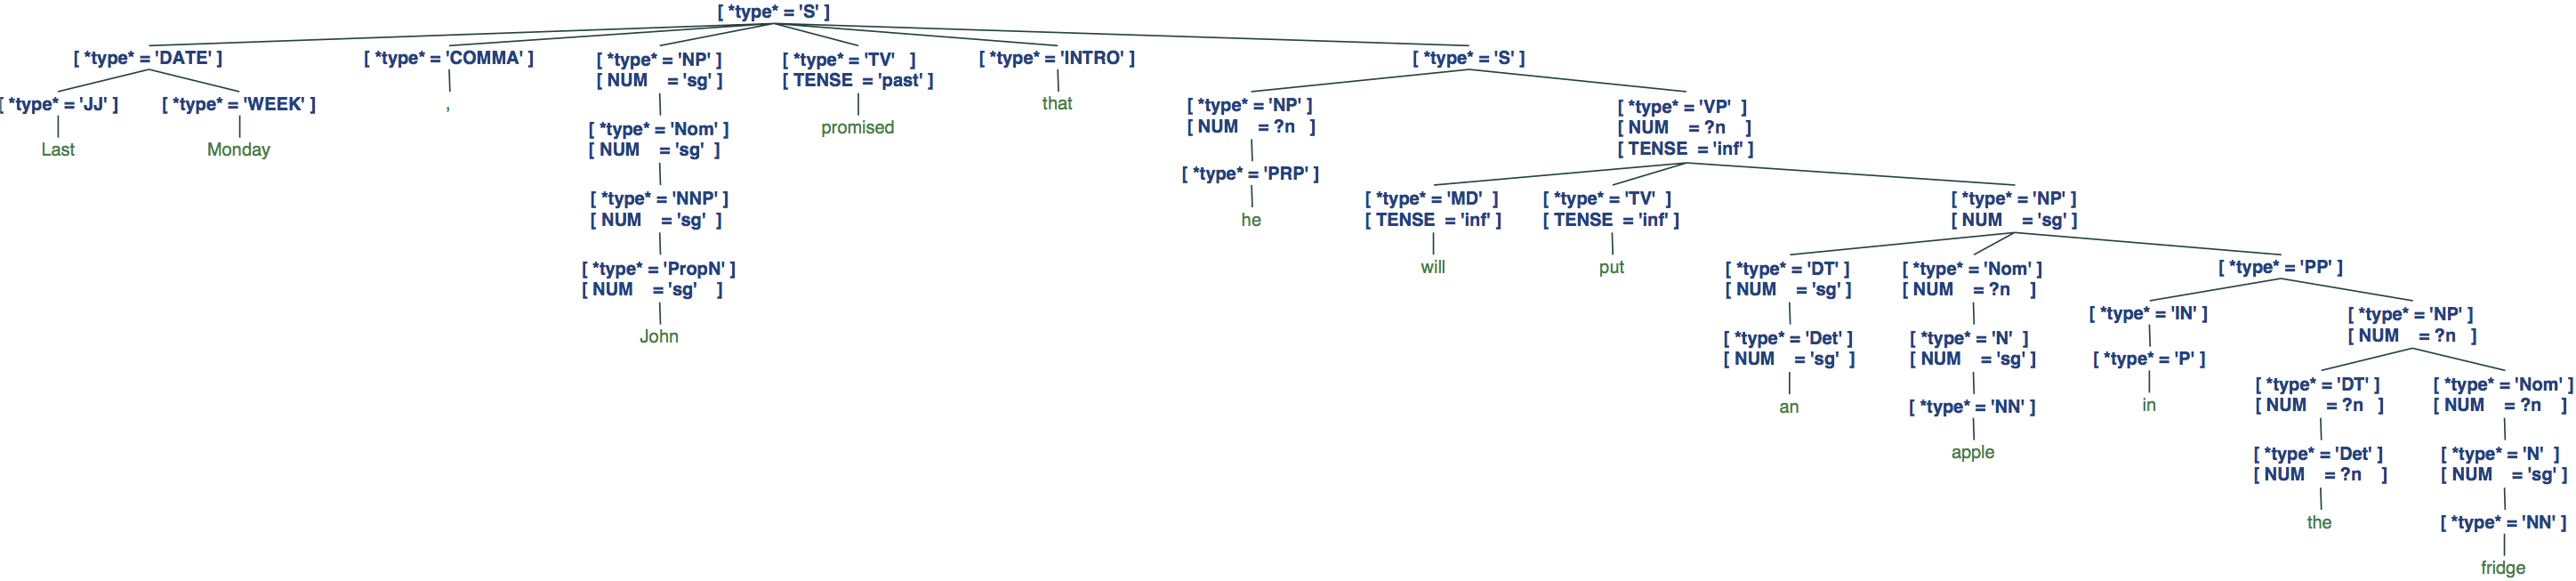 [ *type* = 'S' ]
[ *type* = 'DATE' ] [ *type* = 'COMMA' ] [ *type* = 'NP' ] [ *type* = 'TV' ] [ *type* = 'INTRO' ] [ *type* = 'S' ]
[ NUM = 'sg' ] [ TENSE = 'past' ]
[ *type* = 'JJ' ] [ *type* = 'WEEK' ] , that [ *type* = 'NP' ] [ *type* = 'VP' ]
[ *type* = 'Nom' ] promised [ NUM = ?n ] [ NUM = ?n ]
Last Monday [ NUM = 'sg' ] [ TENSE = 'inf' ]
[ *type* = 'PRP' ]
[ *type* = 'NNP' ] [ *type* = 'MD' ] [ *type* = 'TV' ] [ *type* = 'NP' ]
[ NUM = 'sg' ] he [ TENSE = 'inf' ] [ TENSE = 'inf' ] [ NUM = 'sg' ]
[ *type* = 'PropN' ] will put [ *type* = 'DT' ] [ *type* = 'Nom' ] [ *type* = 'PP' ]
[ NUM = 'sg' ] [ NUM = 'sg' ] [ NUM = ?n ]
[ *type* = 'IN' ] [ *type* = 'NP' ]
John [ *type* = 'Det' ] [ *type* = 'N' ] [ NUM = ?n ]
[ NUM = 'sg' ] [ NUM = 'sg' ] [ *type* = 'P' ]
[ *type* = 'DT' ] [ *type* = 'Nom' ]
an [ *type* = 'NN' ] in [ NUM = ?n ] [ NUM = ?n ]
apple [ *type* = 'Det' ] [ *type* = 'N' ]
[ NUM = ?n ] [ NUM = 'sg' ]
the [ *type* = 'NN' ]
fridge